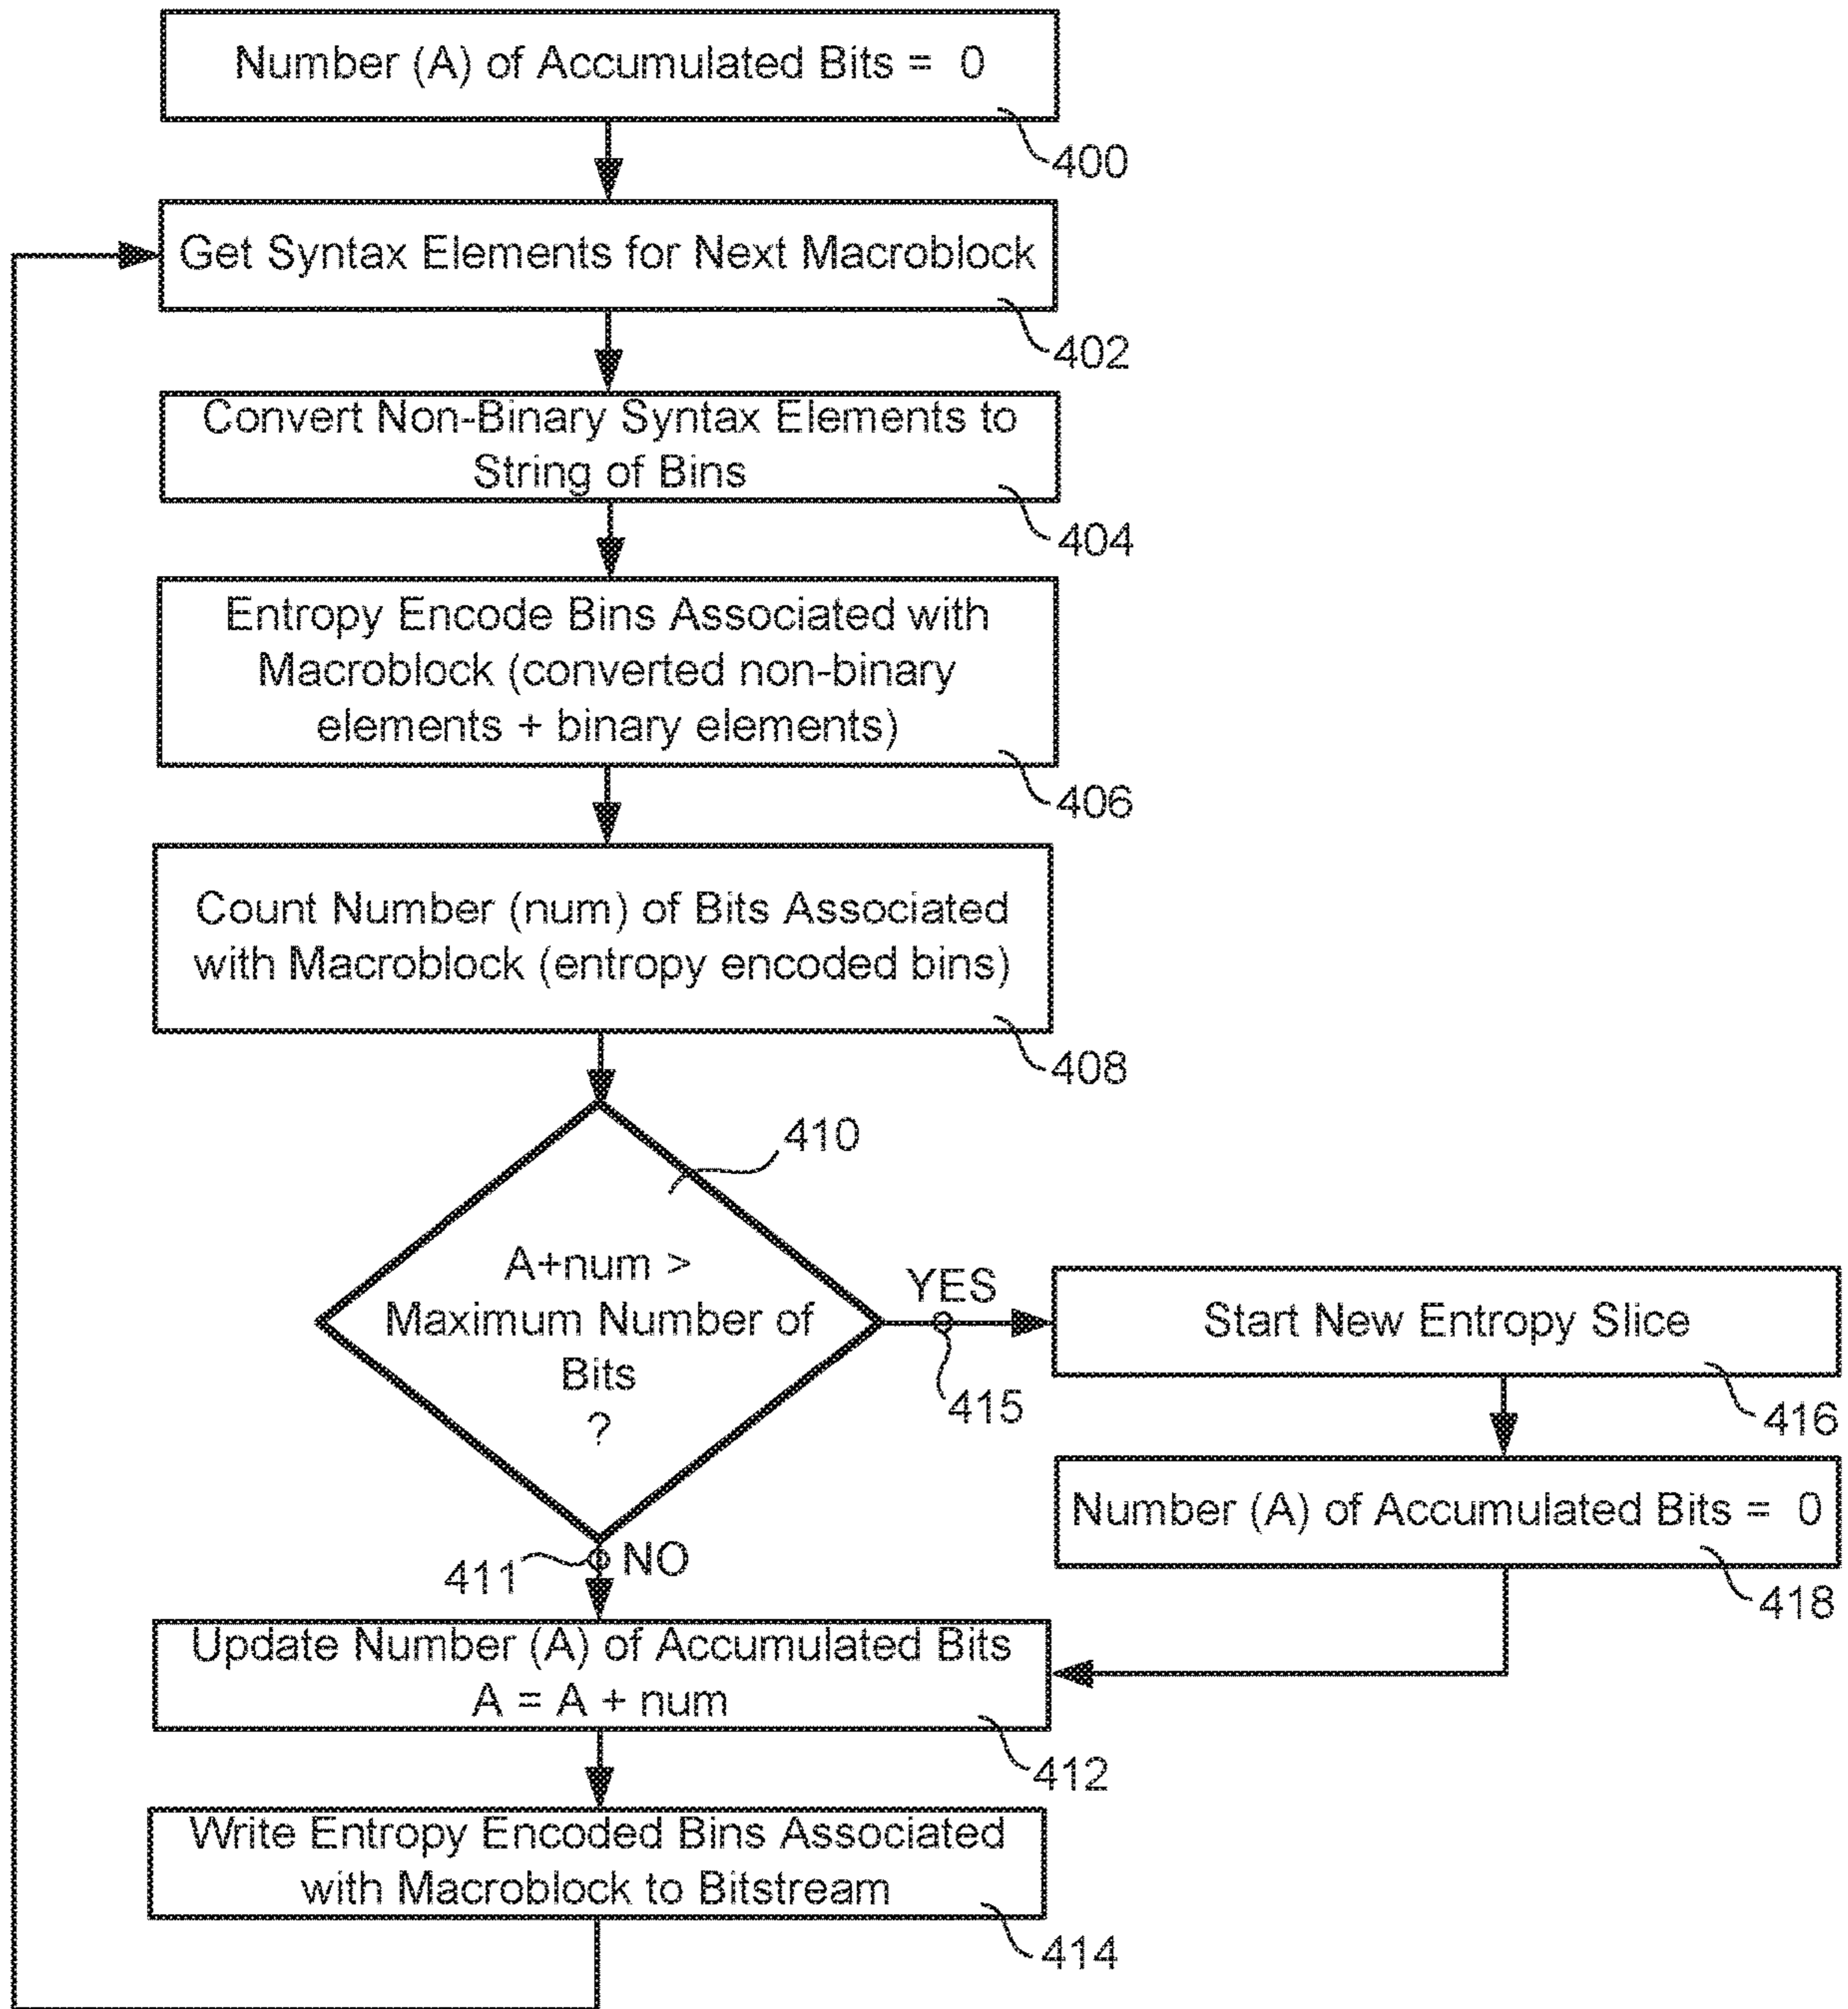 Number (A) of Accumulated Bits = 0
400
Get Syntax Elements for Next Macroblock
402
Convert Non-Binary Syntax Elements to
String of Bins
404
Entropy Encode Bins Associated with
Macroblock (converted non-binary
elements + binary elements)
406
Count Number (num) of Bits Associated
with Macroblock (entropy encoded bins)
408
410
A+num >
Maximum Number of
Bits
?
YES
415
Start New Entropy Slice
416
Number (A) of Accumulated Bits = 0
418
411
NO
Update Number (A) of Accumulated Bits
A = A + num
412
Write Entropy Encoded Bins Associated
with Macroblock to Bitstream
414